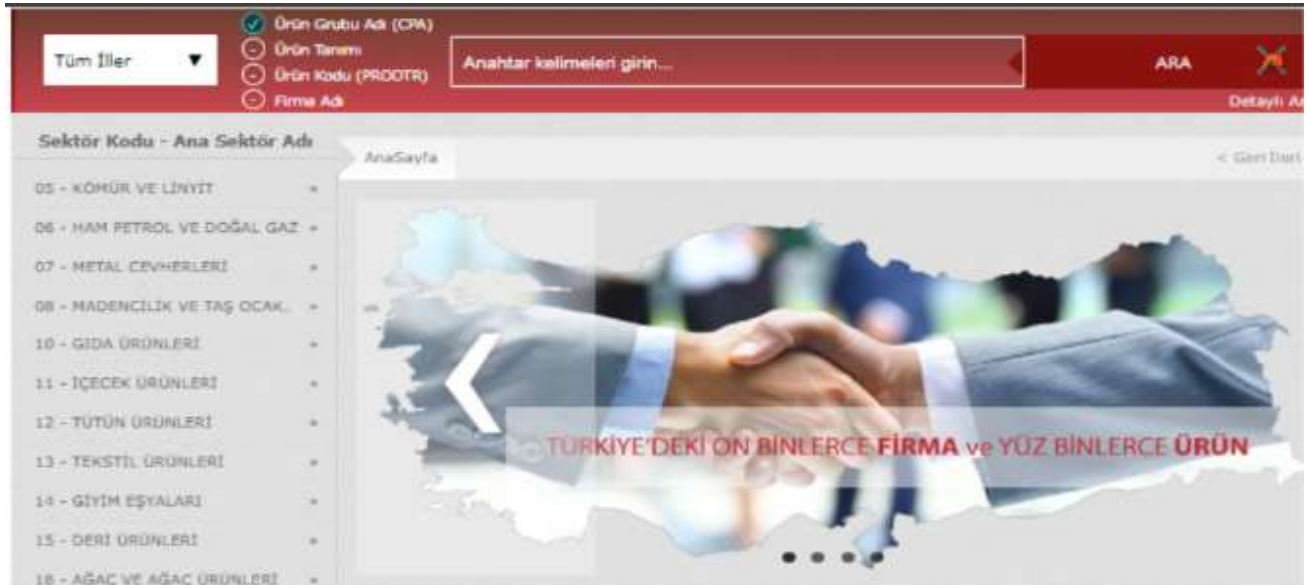 Tüm İller ▼
Ürün Grubu Adı (CPA)
Ürün Tanımı
Ürün Kodu (PRODTR)
Firma Adı
Anahtar kelimeleri girin...
ARA
Detaylı
Sektör Kodu - Ana Sektör Adı
05 - KÖMÜR VE LİNYİT
06 - HAM PETROL VE DOĞAL GAZ
07 - METAL CEVHERLERİ
08 - MADENCİLİK VE TAŞ OCAK..
10 - GIDA ÜRÜNLERİ
11 - İÇECEK ÜRÜNLERİ
12 - TÜTÜN ÜRÜNLERİ
13 - TEKSTİL ÜRÜNLERİ
14 - GİYİM EŞYALARI
15 - DERİ ÜRÜNLERİ
16 - AĞAÇ VE AĞAÇ ÜRÜNLERİ
AnaSayfa
< Geri
TÜRKİYE'DEKİ ON BİNLERCE FİRMA ve YÜZ BİNLERCE ÜRÜN